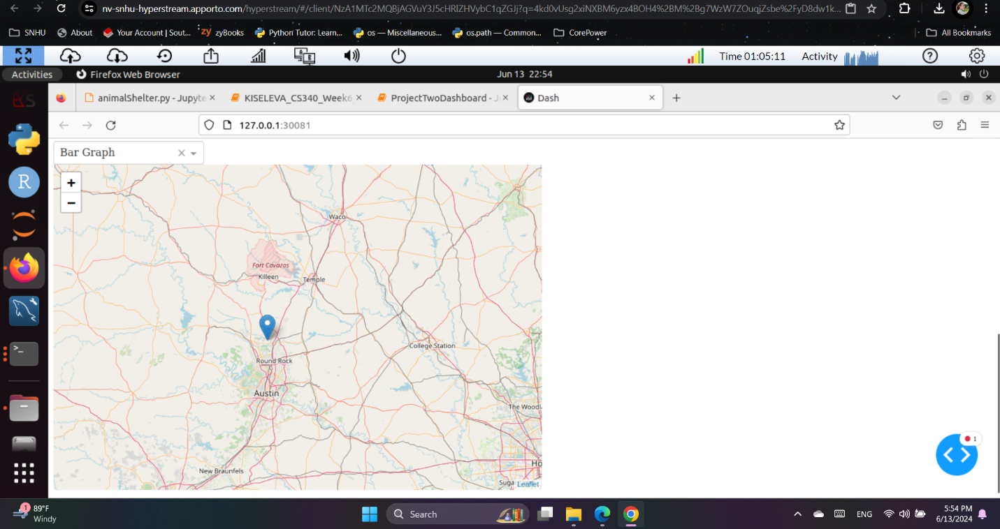 nv-snhu-hyperstream.apporto.com/hyperstream/#/client/NzA1MTc2MQBjAGVuY3J5cHRlZHVybC1qZGJj?q=4kd0vUsg2xiNXBM6yzx4BOH4%2BM%2Bg7WzW7ZOuqjZsbe%2FyD8dw1k...
SNHU About Your Account | Sout... zy zyBooks Python Tutor: Learn... os — Miscellaneous... os.path — Common... CorePower All Bookmarks
Time 01:05:11 Activity
Activities Firefox Web Browser Jun 13 22:54
animalShelter.py - Jupyte KISELEVA_CS340_Week6_ ProjectTwoDashboard - J Dash
127.0.0.1:30081
Bar Graph
+
−
Waco
Fort Cavazos
Killeen
Temple
College Station
Round Rock
Austin
The Woodl
New Braunfels
Ho
Suga
Leaflet
R
>_
1
1 89°F
Windy
Search
ENG
5:54 PM
6/13/2024